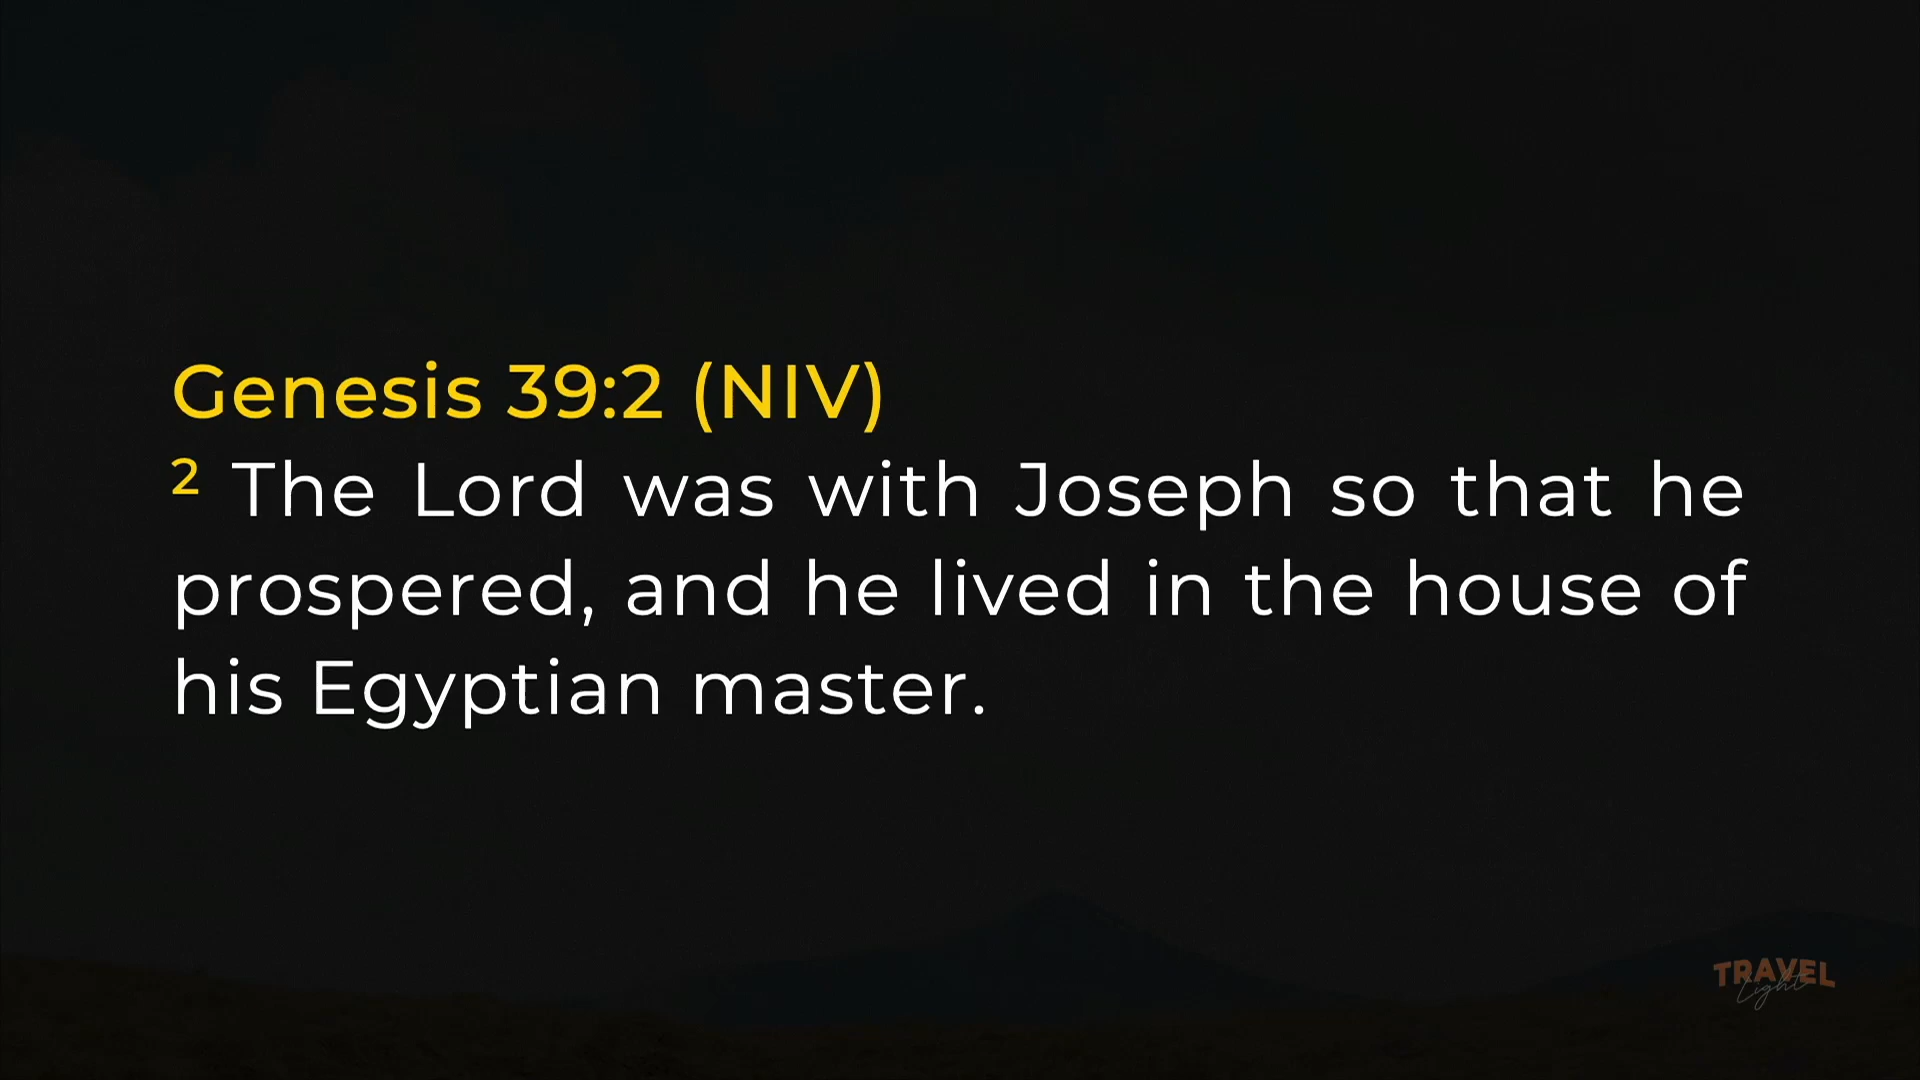 Genesis 39:2 (NIV)
² The Lord was with Joseph so that he
prospered, and he lived in the house of
his Egyptian master.
TRAVEL
Light